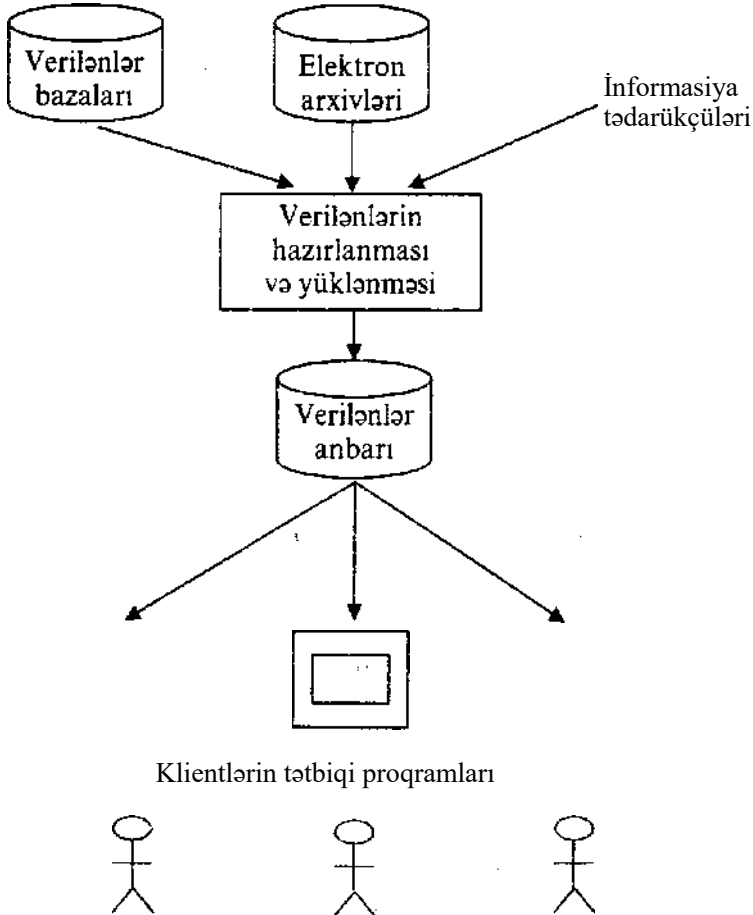 Verilənlər
bazaları
Elektron
arxivləri
İnformasiya
tədarükçüləri
Verilənlərin
hazırlanması
və yüklənməsi
Verilənlər
anbarı
Klientlərin tətbiqi proqramları